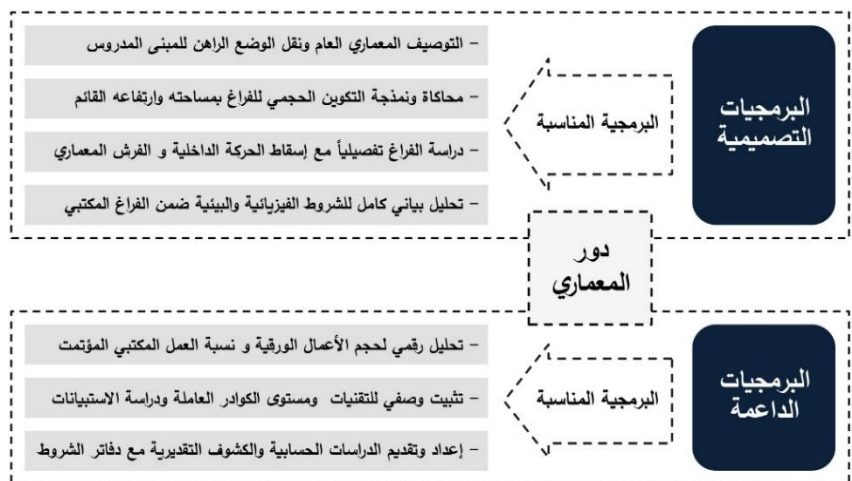 البرمجيات
التصميمية
البرمجية المناسبة
- التوصيف المعماري العام ونقل الوضع الراهن للمبنى المدروس
- محاكاة ونمذجة التكوين الحجمي للفراغ بمساحته وارتفاعه القائم
- دراسة الفراغ تفصيلياً مع إسقاط الحركة الداخلية و الفرش المعماري
- تحليل بياني كامل للشروط الفيزيائية والبيئية ضمن الفراغ المكتبي
دور
المعماري
البرمجيات
الداعمة
البرمجية المناسبة
- تحليل رقمي لحجم الأعمال الورقية و نسبة العمل المكتبي المؤتمت
- تثبيت وصفي للتقنيات ومستوى الكوادر العاملة ودراسة الاستبيانات
- إعداد وتقديم الدراسات الحسابية والكشوف التقديرية مع دفاتر الشروط